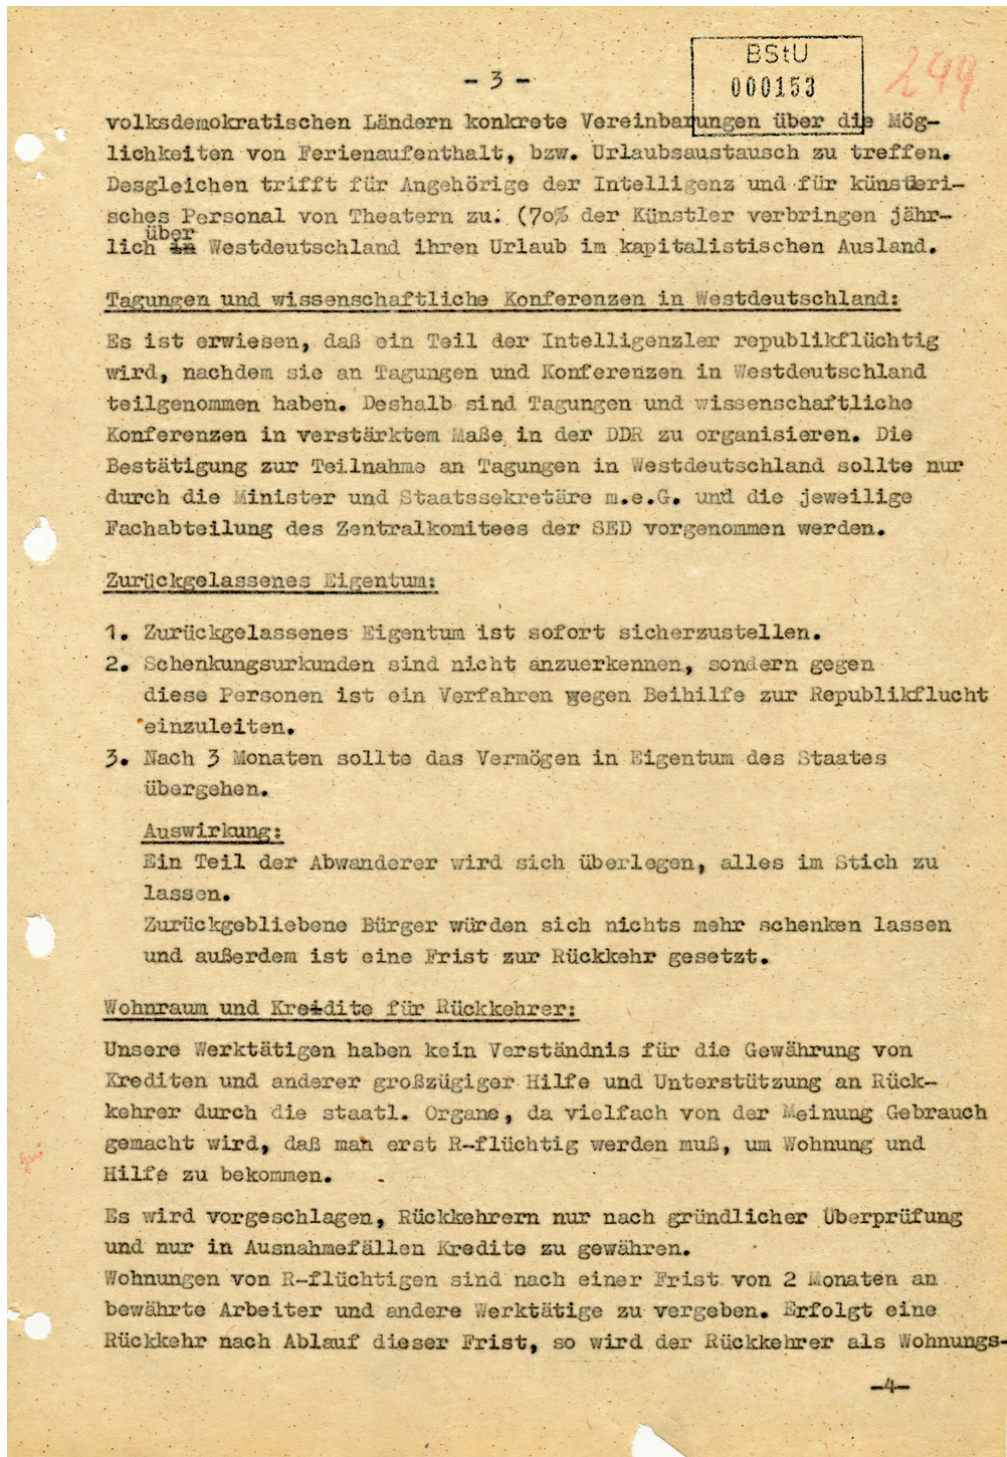 - 3 -
BStU
000153
249
volksdemokratischen Ländern konkrete Vereinbarungen über die Mög-
lichkeiten von Ferienaufenthalt, bzw. Urlaubsaustausch zu treffen.
Desgleichen trifft für Angehörige der Intelligenz und für künstleri-
sches Personal von Theatern zu. (70% der Künstler verbringen jähr-
über
lich in Westdeutschland ihren Urlaub im kapitalistischen Ausland.
Tagungen und wissenschaftliche Konferenzen in Westdeutschland:
Es ist erwiesen, daß ein Teil der Intelligenzler republikflüchtig
wird, nachdem sie an Tagungen und Konferenzen in Westdeutschland
teilgenommen haben. Deshalb sind Tagungen und wissenschaftliche
Konferenzen in verstärktem Maße in der DDR zu organisieren. Die
Bestätigung zur Teilnahme an Tagungen in Westdeutschland sollte nur
durch die Minister und Staatssekretäre m.e.G. und die jeweilige
Fachabteilung des Zentralkomitees der SED vorgenommen werden.
Zurückgelassenes Eigentum:
1. Zurückgelassenes Eigentum ist sofort sicherzustellen.
2. Schenkungsurkunden sind nicht anzuerkennen, sondern gegen
diese Personen ist ein Verfahren wegen Beihilfe zur Republikflucht
einzuleiten.
3. Nach 3 Monaten sollte das Vermögen in Eigentum des Staates
übergehen.
Auswirkung:
Ein Teil der Abwanderer wird sich überlegen, alles im Stich zu
lassen.
Zurückgebliebene Bürger würden sich nichts mehr schenken lassen
und außerdem ist eine Frist zur Rückkehr gesetzt.
Wohnraum und Kreidite für Rückkehrer:
Unsere Werktätigen haben kein Verständnis für die Gewährung von
Krediten und anderer großzügiger Hilfe und Unterstützung an Rück-
kehrer durch die staatl. Organe, da vielfach von der Meinung Gebrauch
gemacht wird, daß man erst R-flüchtig werden muß, um Wohnung und
Hilfe zu bekommen.
Es wird vorgeschlagen, Rückkehrern nur nach gründlicher Überprüfung
und nur in Ausnahmefällen Kredite zu gewähren.
Wohnungen von R-flüchtigen sind nach einer Frist von 2 Monaten an
bewährte Arbeiter und andere Werktätige zu vergeben. Erfolgt eine
Rückkehr nach Ablauf dieser Frist, so wird der Rückkehrer als Wohnungs-
-4-